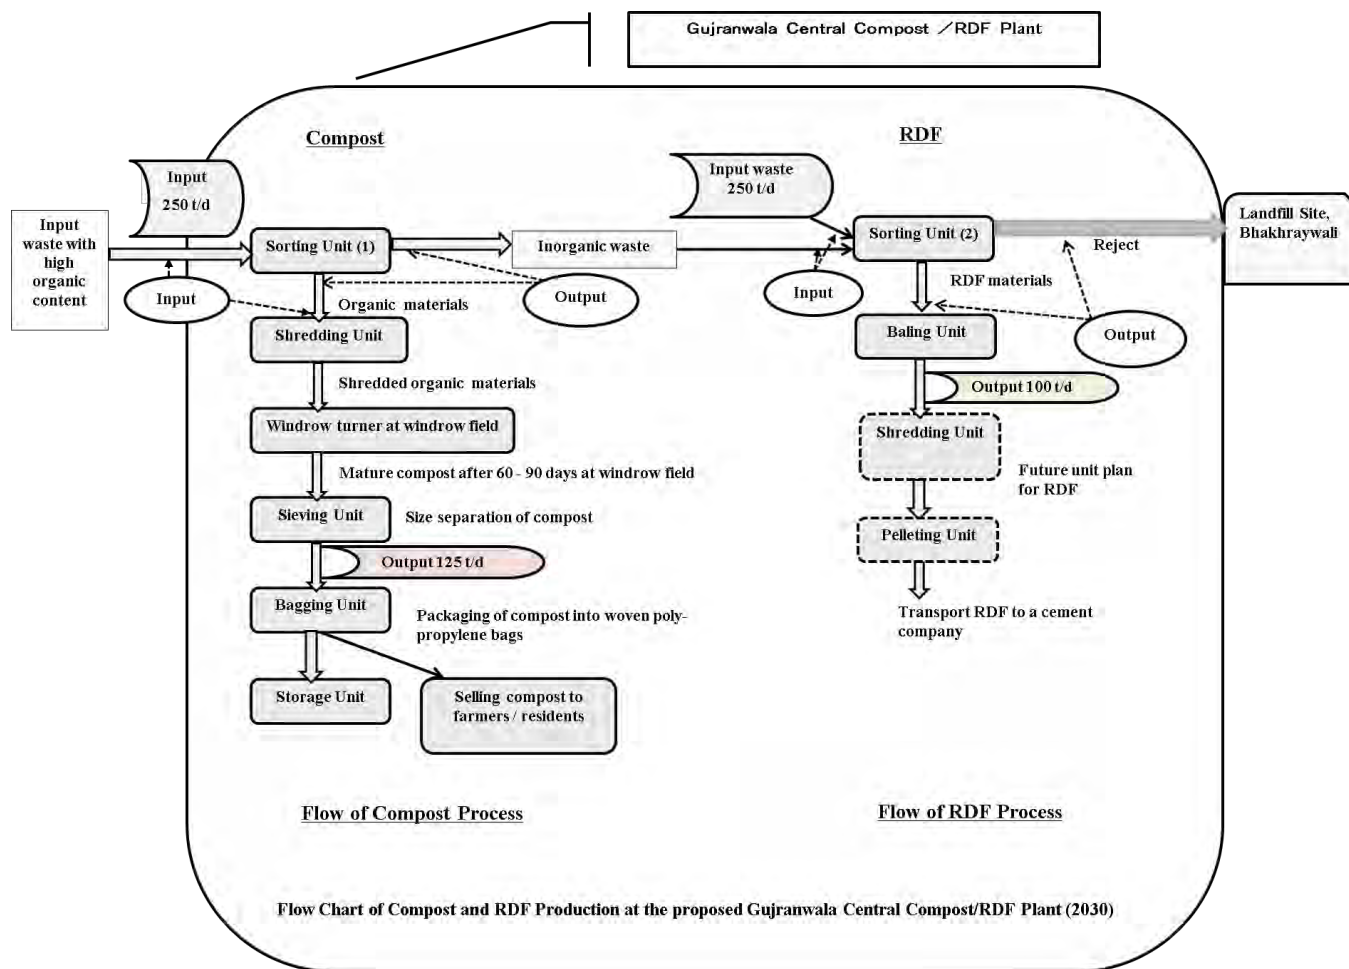 Gujranwala Central Compost ／RDF Plant
Compost
RDF
Input
250 t/d
Input waste
250 t/d
Input
waste with
high
organic
content
Sorting Unit (1)
Inorganic waste
Sorting Unit (2)
Reject
Landfill Site,
Bhakhraywali
Input
Organic materials
Output
Input
RDF materials
Output
Shredding Unit
Baling Unit
Shredded organic materials
Output 100 t/d
Windrow turner at windrow field
Shredding Unit
Mature compost after 60 - 90 days at windrow field
Future unit plan
for RDF
Sieving Unit
Size separation of compost
Pelleting Unit
Output 125 t/d
Bagging Unit
Packaging of compost into woven poly-
propylene bags
Transport RDF to a cement
company
Storage Unit
Selling compost to
farmers / residents
Flow of Compost Process
Flow of RDF Process
Flow Chart of Compost and RDF Production at the proposed Gujranwala Central Compost/RDF Plant (2030)